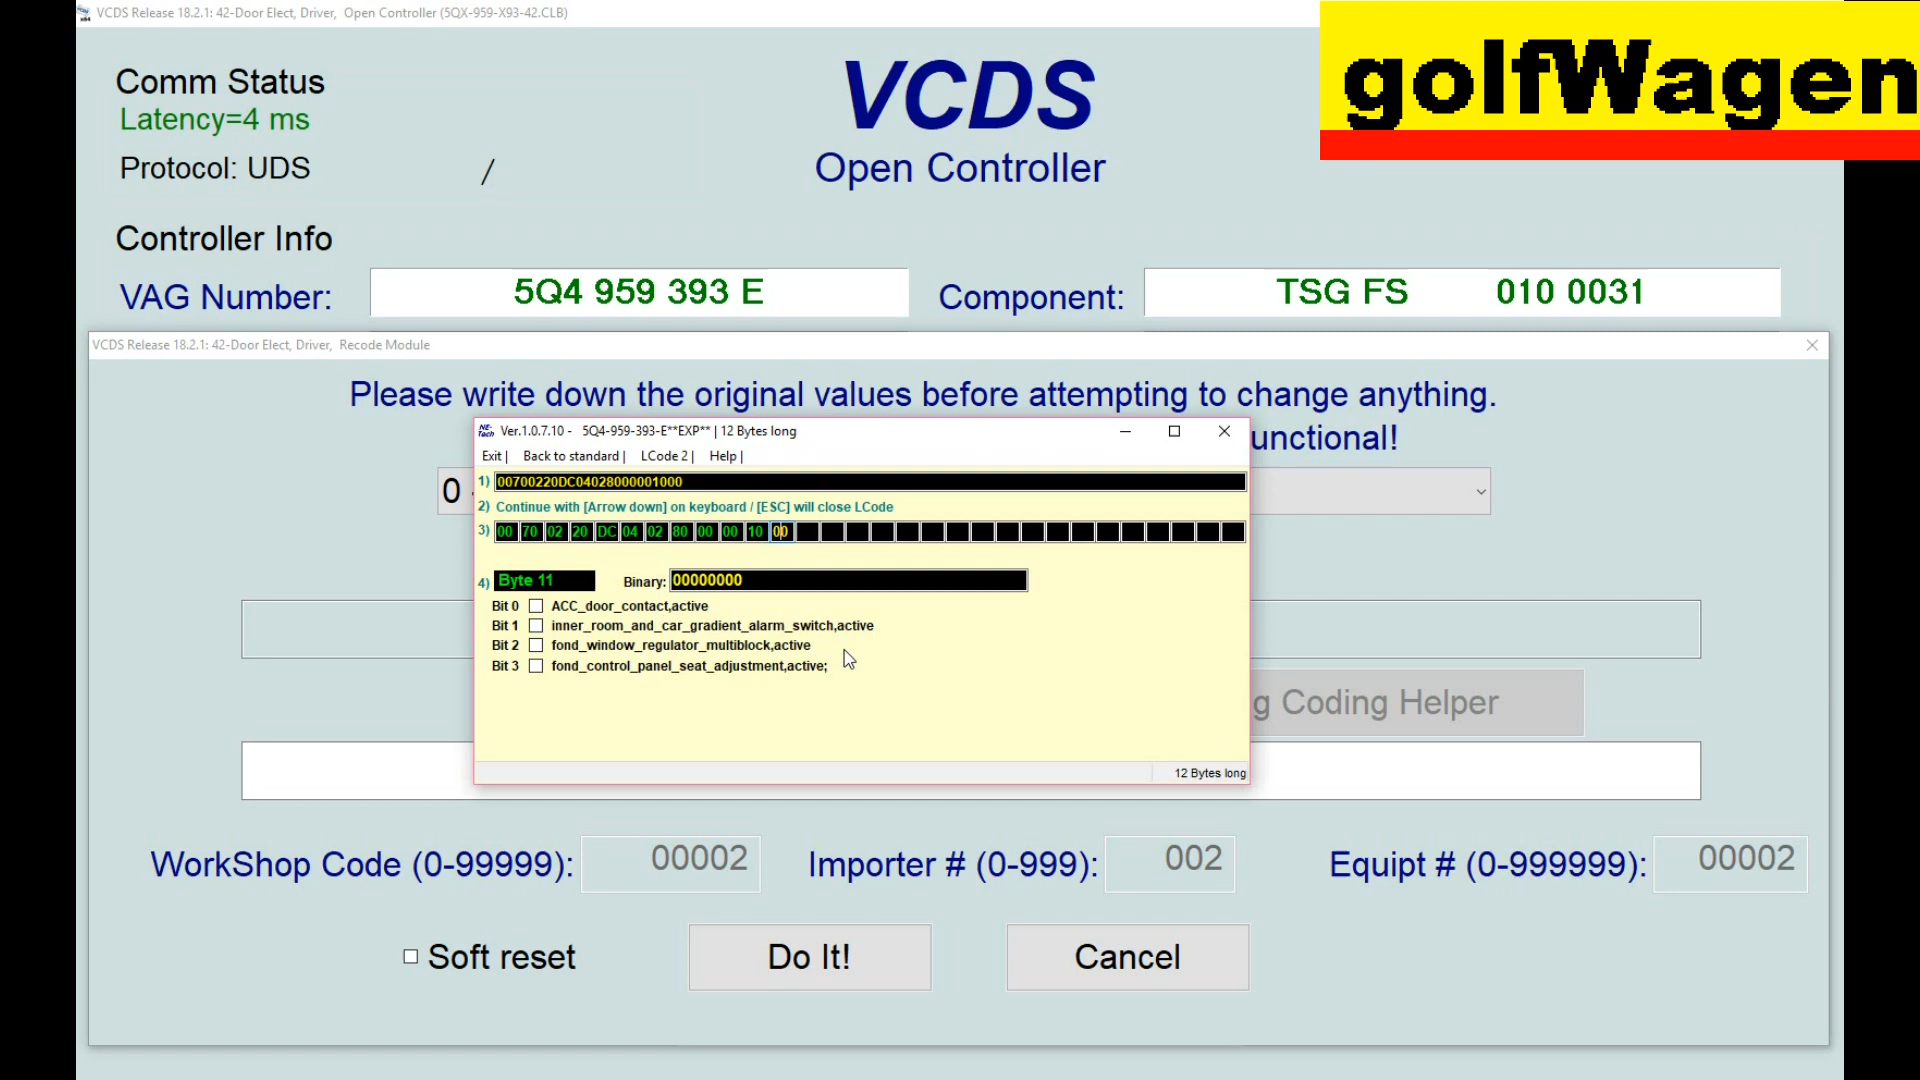 VCDS Release 18.2.1: 42-Door Elect, Driver,  Open Controller (5QX-959-X93-42.CLB)
golfWagen
Comm Status
VCDS
Latency=4 ms
Open Controller
Protocol: UDS
/
Controller Info
VAG Number: 5Q4 959 393 E Component: TSG FS 010 0031
VCDS Release 18.2.1: 42-Door Elect, Driver,  Recode Module
Please write down the original values before attempting to change anything.
unctional!
0 -
NE-Tech Ver.1.0.7.10 - 5Q4-959-393-E**EXP** | 12 Bytes long
Exit | Back to standard | LCode 2 | Help |
1) 00700220DC04028000001000
2) Continue with [Arrow down] on keyboard / [ESC] will close LCode
3) 00 70 02 20 DC 04 02 80 00 00 10 00
4) Byte 11 Binary: 00000000
Bit 0 ACC_door_contact,active
Bit 1 inner_room_and_car_gradient_alarm_switch,active
Bit 2 fond_window_regulator_multiblock,active
Bit 3 fond_control_panel_seat_adjustment,active;
12 Bytes long
g Coding Helper
WorkShop Code (0-99999): 00002 Importer # (0-999): 002 Equipt # (0-999999): 00002
Soft reset Do It! Cancel